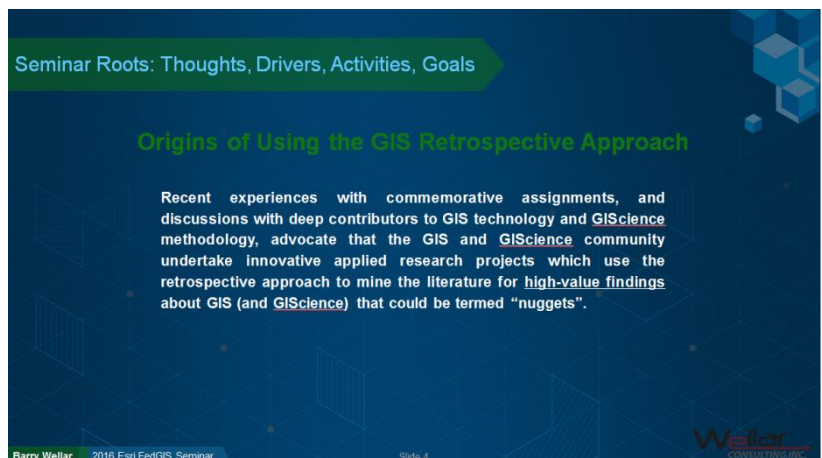 Seminar Roots: Thoughts, Drivers, Activities, Goals
Origins of Using the GIS Retrospective Approach
Recent experiences with commemorative assignments, and
discussions with deep contributors to GIS technology and GIScience
methodology, advocate that the GIS and GIScience community
undertake innovative applied research projects which use the
retrospective approach to mine the literature for high-value findings
about GIS (and GIScience) that could be termed “nuggets”.
Wellar
CONSULTING INC.
Barry Wellar 2016 Esri FedGIS Seminar Slide 4